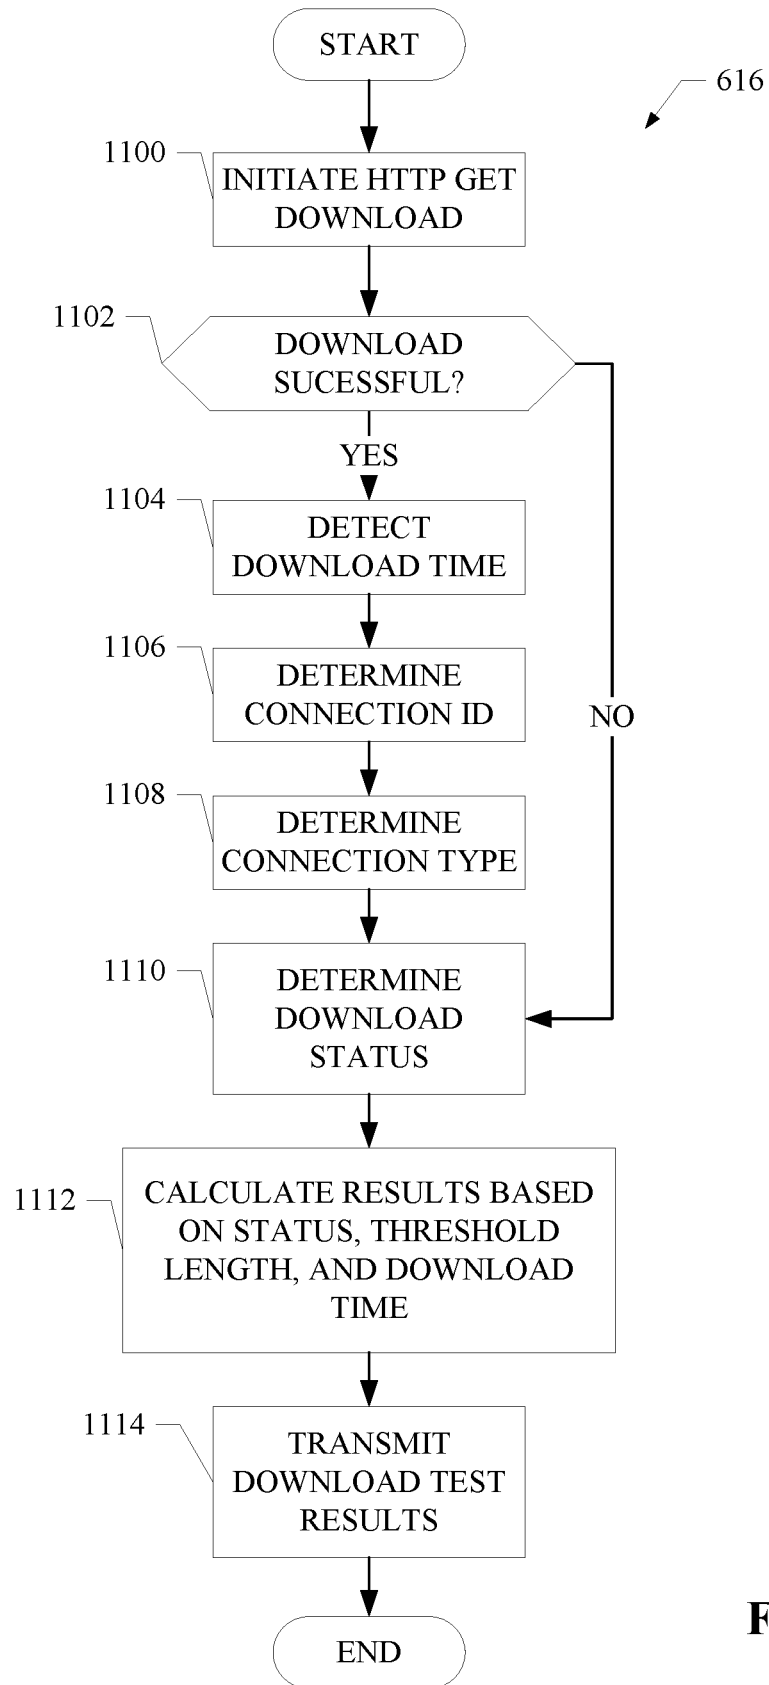 START
616
1100
INITIATE HTTP GET
DOWNLOAD
1102
DOWNLOAD
SUCESSFUL?
YES
1104
DETECT
DOWNLOAD TIME
1106
DETERMINE
CONNECTION ID
NO
1108
DETERMINE
CONNECTION TYPE
1110
DETERMINE
DOWNLOAD
STATUS
1112
CALCULATE RESULTS BASED
ON STATUS, THRESHOLD
LENGTH, AND DOWNLOAD
TIME
1114
TRANSMIT
DOWNLOAD TEST
RESULTS
F
END